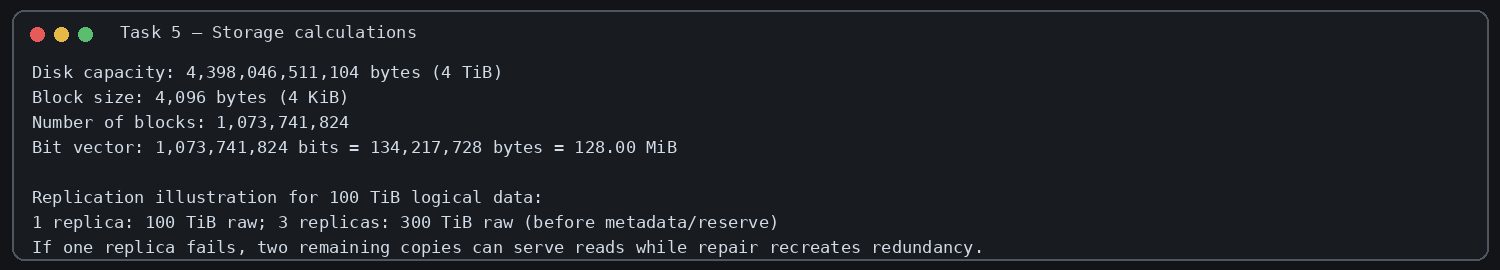 Task 5 — Storage calculations
Disk capacity: 4,398,046,511,104 bytes (4 TiB)
Block size: 4,096 bytes (4 KiB)
Number of blocks: 1,073,741,824
Bit vector: 1,073,741,824 bits = 134,217,728 bytes = 128.00 MiB
Replication illustration for 100 TiB logical data:
1 replica: 100 TiB raw; 3 replicas: 300 TiB raw (before metadata/reserve)
If one replica fails, two remaining copies can serve reads while repair recreates redundancy.